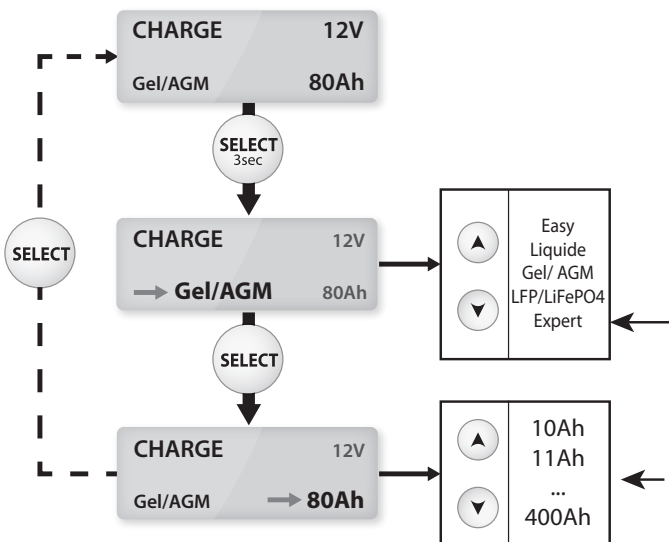 CHARGE 12V
Gel/AGM 80Ah
SELECT
3sec
SELECT
CHARGE 12V
Gel/AGM 80Ah
Easy
Liquide
Gel/ AGM
LFP/LiFePO4
Expert
SELECT
CHARGE 12V
Gel/AGM 80Ah
10Ah
11Ah
...
400Ah